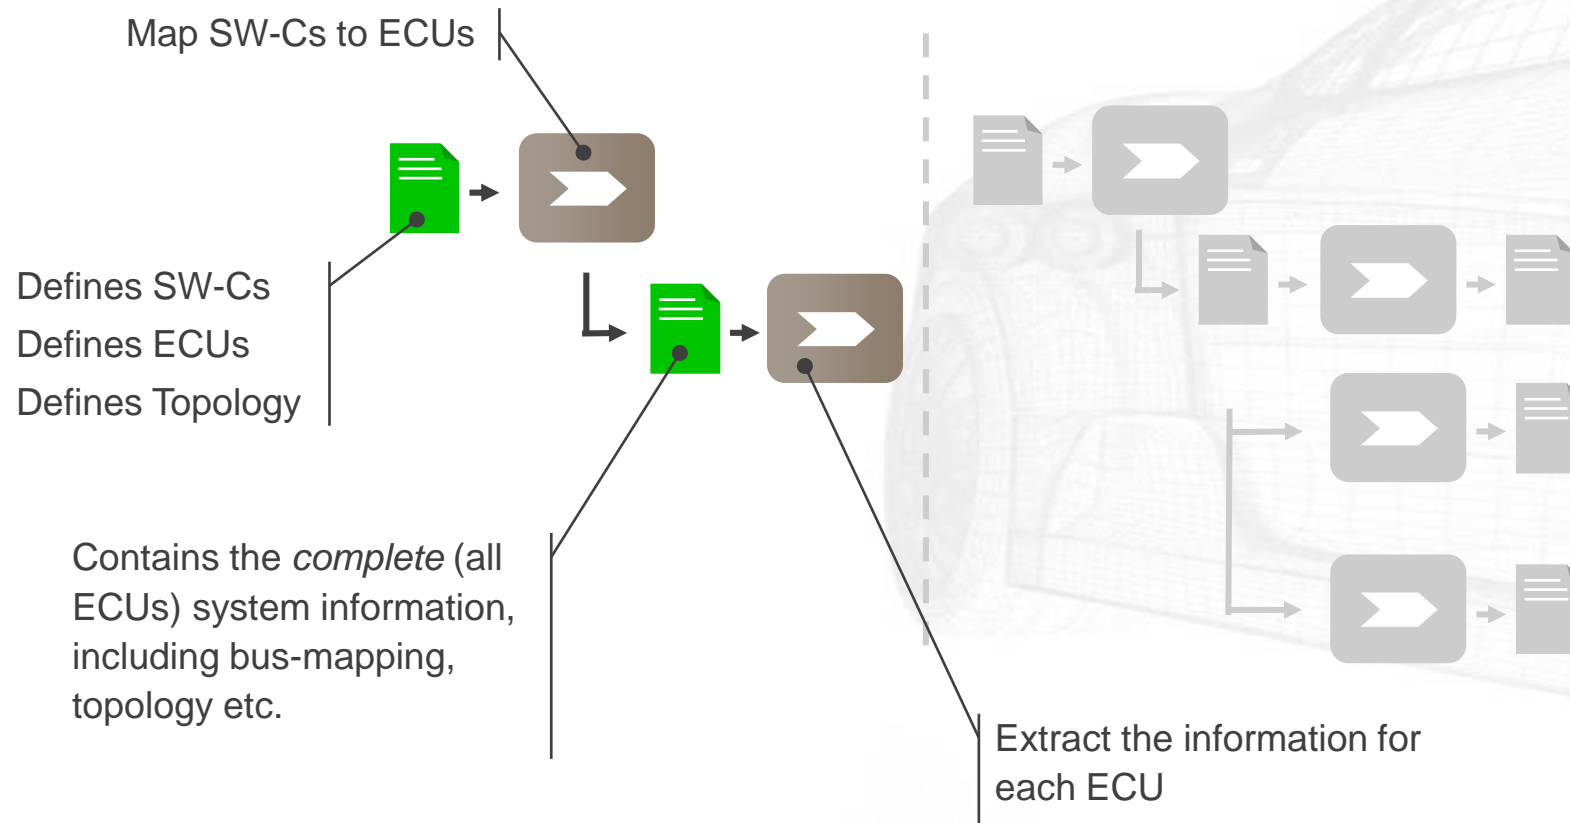 Map SW-Cs to ECUs
Defines SW-Cs
Defines ECUs
Defines Topology
Contains the complete (all
ECUs) system information,
including bus-mapping,
topology etc.
Extract the information for
each ECU